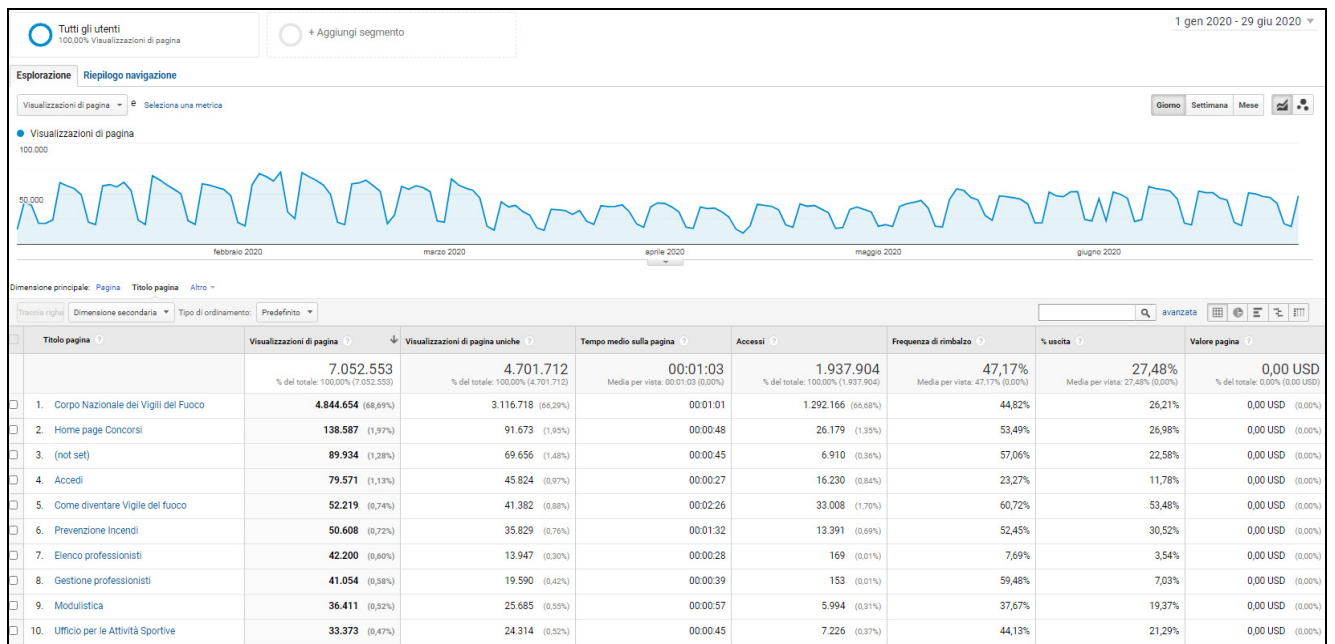 Tutti gli utenti
100,00% Visualizzazioni di pagina
+ Aggiungi segmento
1 gen 2020 - 29 giu 2020
Esplorazione Riepilogo navigazione
Visualizzazioni di pagina e Seleziona una metrica
Giorno Settimana Mese
Visualizzazioni di pagina
100.000
50.000
febbraio 2020 marzo 2020 aprile 2020 maggio 2020 giugno 2020
Dimensione principale: Pagina Titolo pagina Altro
Traccia righe Dimensione secondaria Tipo di ordinamento: Predefinito avanzata
Titolo pagina ? Visualizzazioni di pagina ? Visualizzazioni di pagina uniche ? Tempo medio sulla pagina ? Accessi ? Frequenza di rimbalzo ? % uscita ? Valore pagina ?
7.052.553 4.701.712 00:01:03 1.937.904 47,17% 27,48% 0,00 USD
% del totale: 100,00% (7.052.553) % del totale: 100,00% (4.701.712) Media per vista: 00:01:03 (0,00%) % del totale: 100,00% (1.937.904) Media per vista: 47,17% (0,00%) Media per vista: 27,48% (0,00%) % del totale: 0,00% (0,00 USD)
1. Corpo Nazionale dei Vigili del Fuoco 4.844.654 (68,69%) 3.116.718 (66,29%) 00:01:01 1.292.166 (66,68%) 44,82% 26,21% 0,00 USD (0,00%)
2. Home page Concorsi 138.587 (1,97%) 91.673 (1,95%) 00:00:48 26.179 (1,35%) 53,49% 26,98% 0,00 USD (0,00%)
3. (not set) 89.934 (1,28%) 69.656 (1,48%) 00:00:45 6.910 (0,36%) 57,06% 22,58% 0,00 USD (0,00%)
4. Accedi 79.571 (1,13%) 45.824 (0,97%) 00:00:27 16.230 (0,84%) 23,27% 11,78% 0,00 USD (0,00%)
5. Come diventare Vigile del fuoco 52.219 (0,74%) 41.382 (0,88%) 00:02:26 33.008 (1,70%) 60,72% 53,48% 0,00 USD (0,00%)
6. Prevenzione Incendi 50.608 (0,72%) 35.829 (0,76%) 00:01:32 13.391 (0,69%) 52,45% 30,52% 0,00 USD (0,00%)
7. Elenco professionisti 42.200 (0,60%) 13.947 (0,30%) 00:00:28 169 (0,01%) 7,69% 3,54% 0,00 USD (0,00%)
8. Gestione professionisti 41.054 (0,58%) 19.590 (0,42%) 00:00:39 153 (0,01%) 59,48% 7,03% 0,00 USD (0,00%)
9. Modulistica 36.411 (0,52%) 25.685 (0,55%) 00:00:57 5.994 (0,31%) 37,67% 19,37% 0,00 USD (0,00%)
10. Ufficio per le Attività Sportive 33.373 (0,47%) 24.314 (0,52%) 00:00:45 7.226 (0,37%) 44,13% 21,29% 0,00 USD (0,00%)